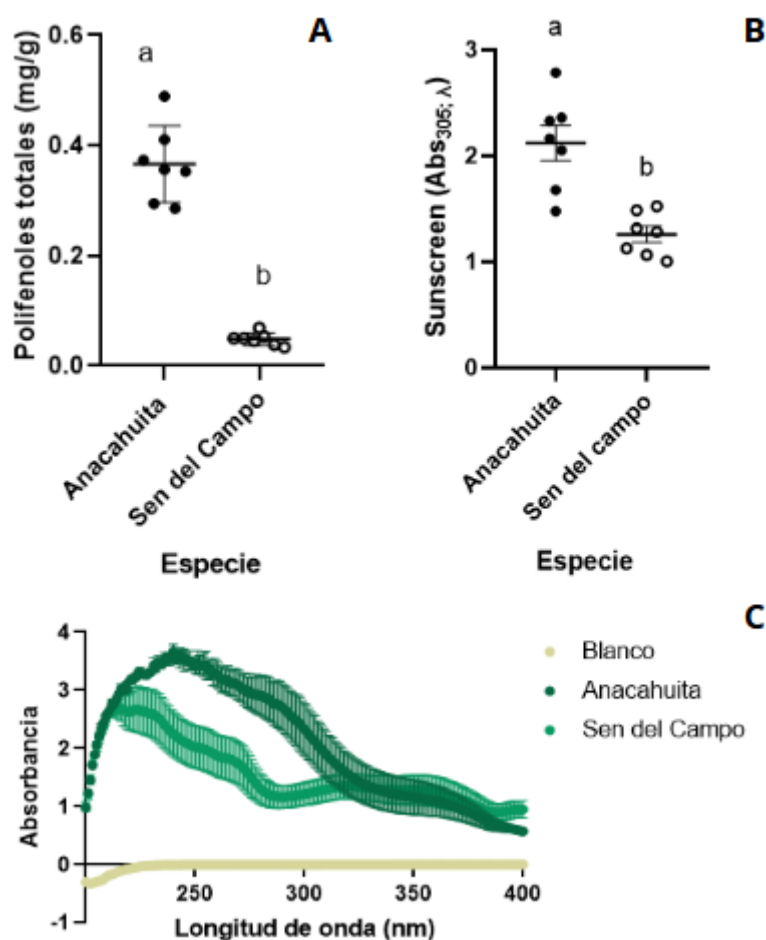 A
Polifenoles totales (mg/g)
0.6
0.4
0.2
0.0
a
b
Anacahuita
Sen del Campo
Especie
B
Sunscreen (Abs305; λ)
3
2
1
0
a
b
Anacahuita
Sen del campo
Especie
C
Absorbancia
4
3
2
1
0
-1
250
300
350
400
Longitud de onda (nm)
Blanco
Anacahuita
Sen del Campo